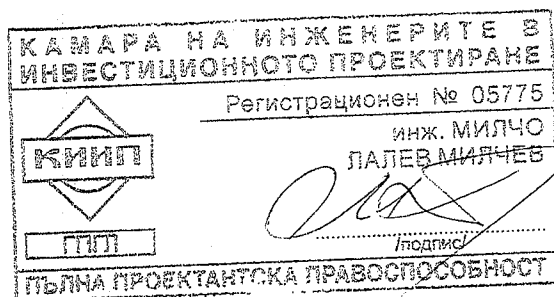 КАМАРА НА ИНЖЕНЕРИТЕ В
ИНВЕСТИЦИОННОТО ПРОЕКТИРАНЕ
Регистрационен № 05775
инж. МИЛЧО
ЛАЛЕВ МИЛЧЕВ
КИИП
/подпис/
ППП
ПЪЛНА ПРОЕКТАНТСКА ПРАВОСПОСОБНОСТ